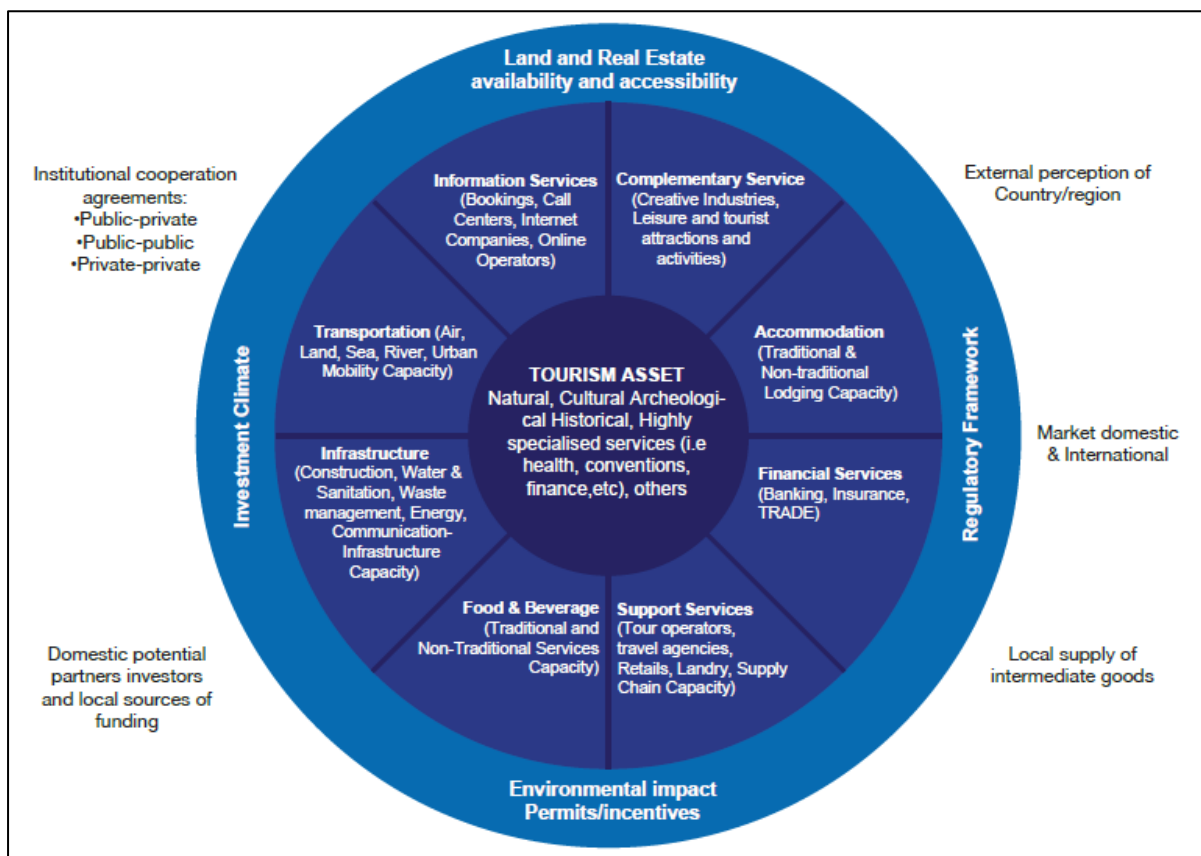 Land and Real Estate
availability and accessibility
Institutional cooperation
agreements:
•Public-private
•Public-public
•Private-private
External perception of
Country/region
Information Services
(Bookings, Call
Centers, Internet
Companies, Online
Operators)
Complementary Service
(Creative Industries,
Leisure and tourist
attractions and
activities)
Transportation (Air,
Land, Sea, River, Urban
Mobility Capacity)
Accommodation
(Traditional &
Non-traditional
Lodging Capacity)
TOURISM ASSET
Natural, Cultural Archeologi-
cal Historical, Highly
specialised services (i.e
health, conventions,
finance,etc), others
Investment Climate
Regulatory Framework
Market domestic
& International
Infrastructure
(Construction, Water &
Sanitation, Waste
management, Energy,
Communication-
Infrastructure
Capacity)
Financial Services
(Banking, Insurance,
TRADE)
Food & Beverage
(Traditional and
Non-Traditional Services
Capacity)
Support Services
(Tour operators,
travel agencies,
Retails, Landry, Supply
Chain Capacity)
Domestic potential
partners investors
and local sources of
funding
Local supply of
intermediate goods
Environmental impact
Permits/incentives